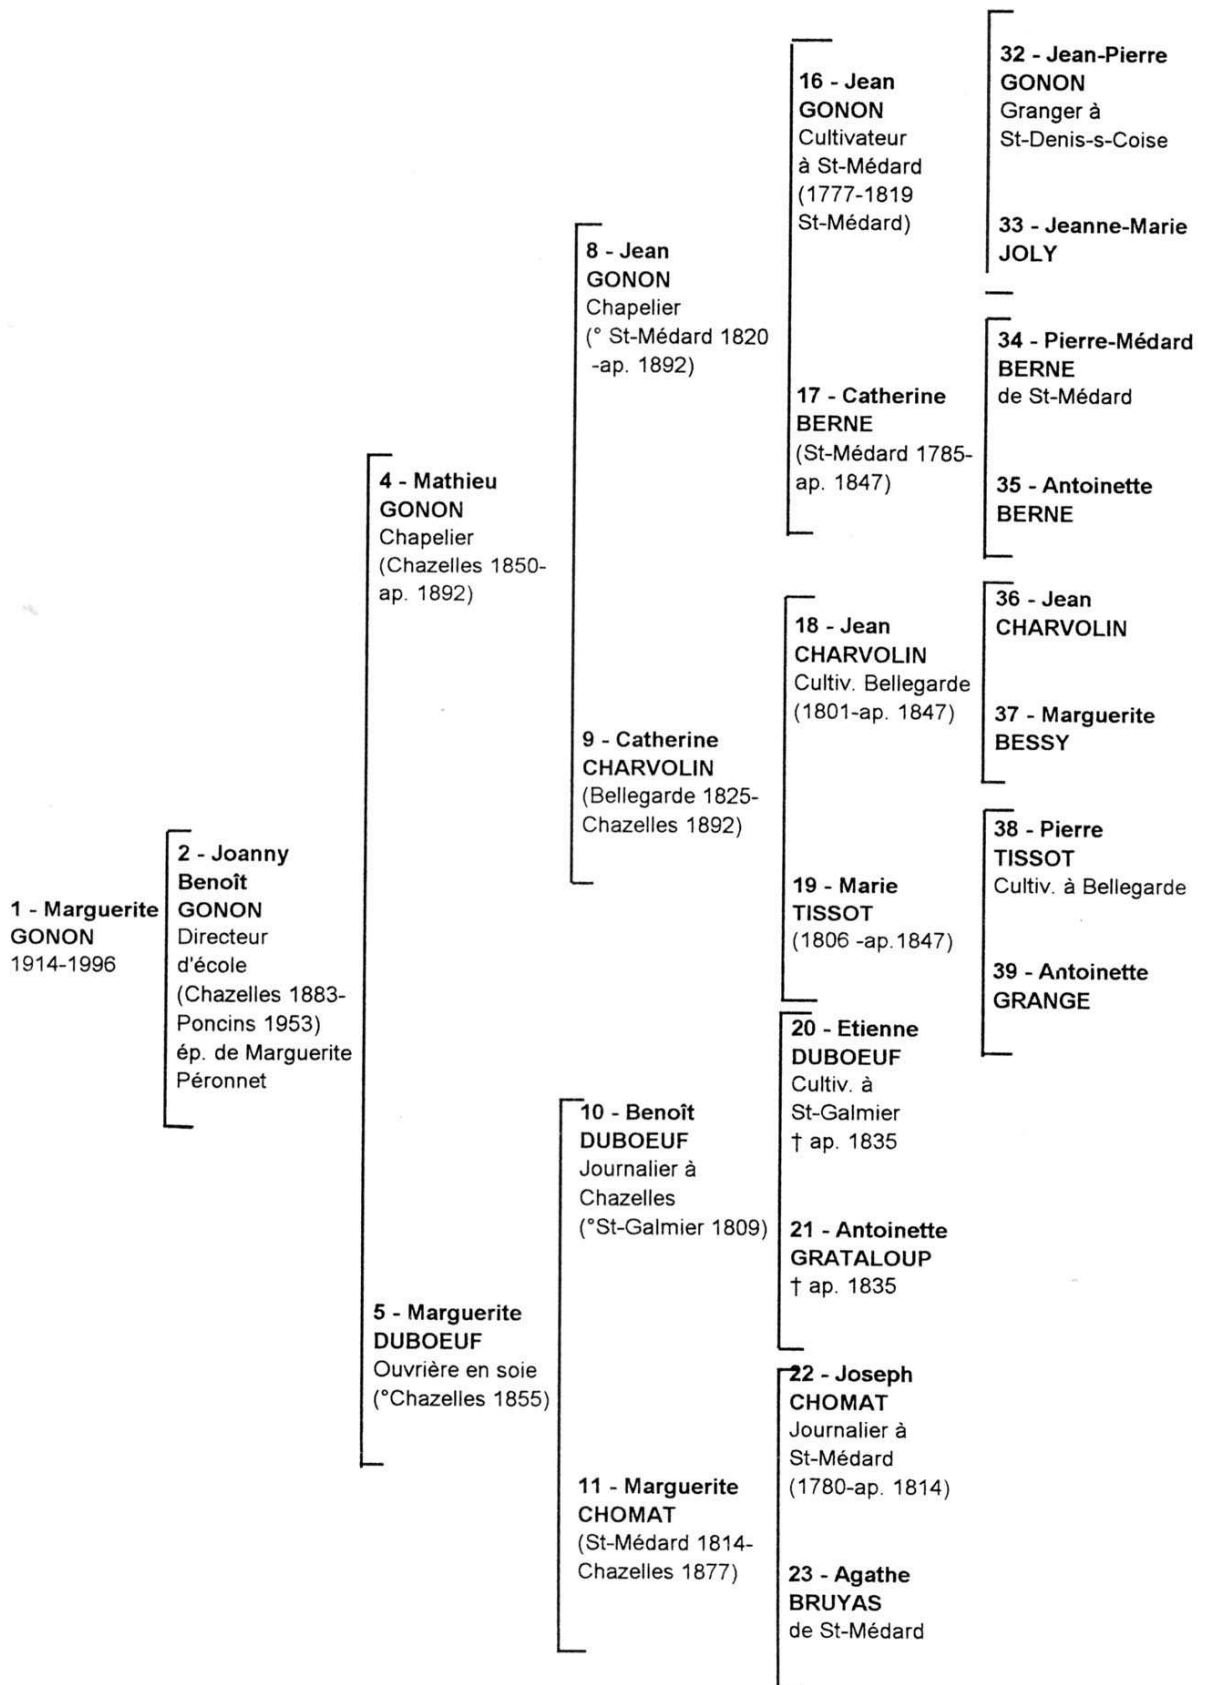 1 - Marguerite
GONON
1914-1996
2 - Joanny
Benoît
GONON
Directeur
d'école
(Chazelles 1883-
Poncins 1953)
ép. de Marguerite
Péronnet
4 - Mathieu
GONON
Chapelier
(Chazelles 1850-
ap. 1892)
5 - Marguerite
DUBOEUF
Ouvrière en soie
(°Chazelles 1855)
8 - Jean
GONON
Chapelier
(° St-Médard 1820
-ap. 1892)
9 - Catherine
CHARVOLIN
(Bellegarde 1825-
Chazelles 1892)
10 - Benoît
DUBOEUF
Journalier à
Chazelles
(°St-Galmier 1809)
11 - Marguerite
CHOMAT
(St-Médard 1814-
Chazelles 1877)
16 - Jean
GONON
Cultivateur
à St-Médard
(1777-1819
St-Médard)
17 - Catherine
BERNE
(St-Médard 1785-
ap. 1847)
18 - Jean
CHARVOLIN
Cultiv. Bellegarde
(1801-ap. 1847)
19 - Marie
TISSOT
(1806 -ap.1847)
20 - Etienne
DUBOEUF
Cultiv. à
St-Galmier
† ap. 1835
21 - Antoinette
GRATALOUP
† ap. 1835
22 - Joseph
CHOMAT
Journalier à
St-Médard
(1780-ap. 1814)
23 - Agathe
BRUYAS
de St-Médard
32 - Jean-Pierre
GONON
Granger à
St-Denis-s-Coise
33 - Jeanne-Marie
JOLY
34 - Pierre-Médard
BERNE
de St-Médard
35 - Antoinette
BERNE
36 - Jean
CHARVOLIN
37 - Marguerite
BESSY
38 - Pierre
TISSOT
Cultiv. à Bellegarde
39 - Antoinette
GRANGE